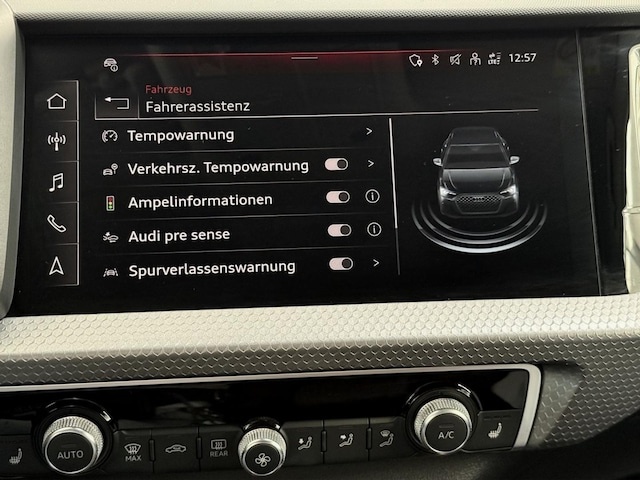 12:57
Fahrzeug
Fahrerassistenz
Tempowarnung
Verkehrsz. Tempowarnung
Ampelinformationen
Audi pre sense
Spurverlassenswarnung
AUTO
MAX
REAR
A/C